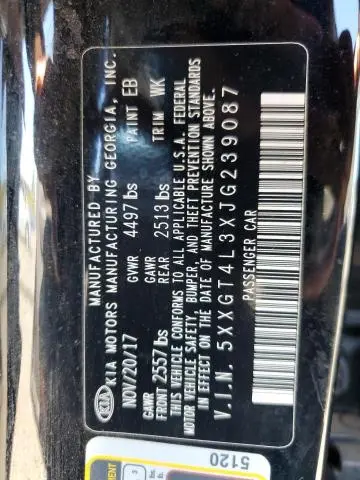 MANUFACTURED BY
KIA KIA MOTORS MANUFACTURING GEORGIA, INC.
NOV/20/17 GVWR 4497 lbs PAINT EB
GAWR FRONT 2557 lbs GAWR REAR 2513 lbs TRIM WK
THIS VEHICLE CONFORMS TO ALL APPLICABLE U.S.A. FEDERAL
MOTOR VEHICLE SAFETY, BUMPER, AND THEFT PREVENTION STANDARDS
IN EFFECT ON THE DATE OF MANUFACTURE SHOWN ABOVE.
V.I.N. 5XXGT4L3XJG239087
PASSENGER CAR
5120